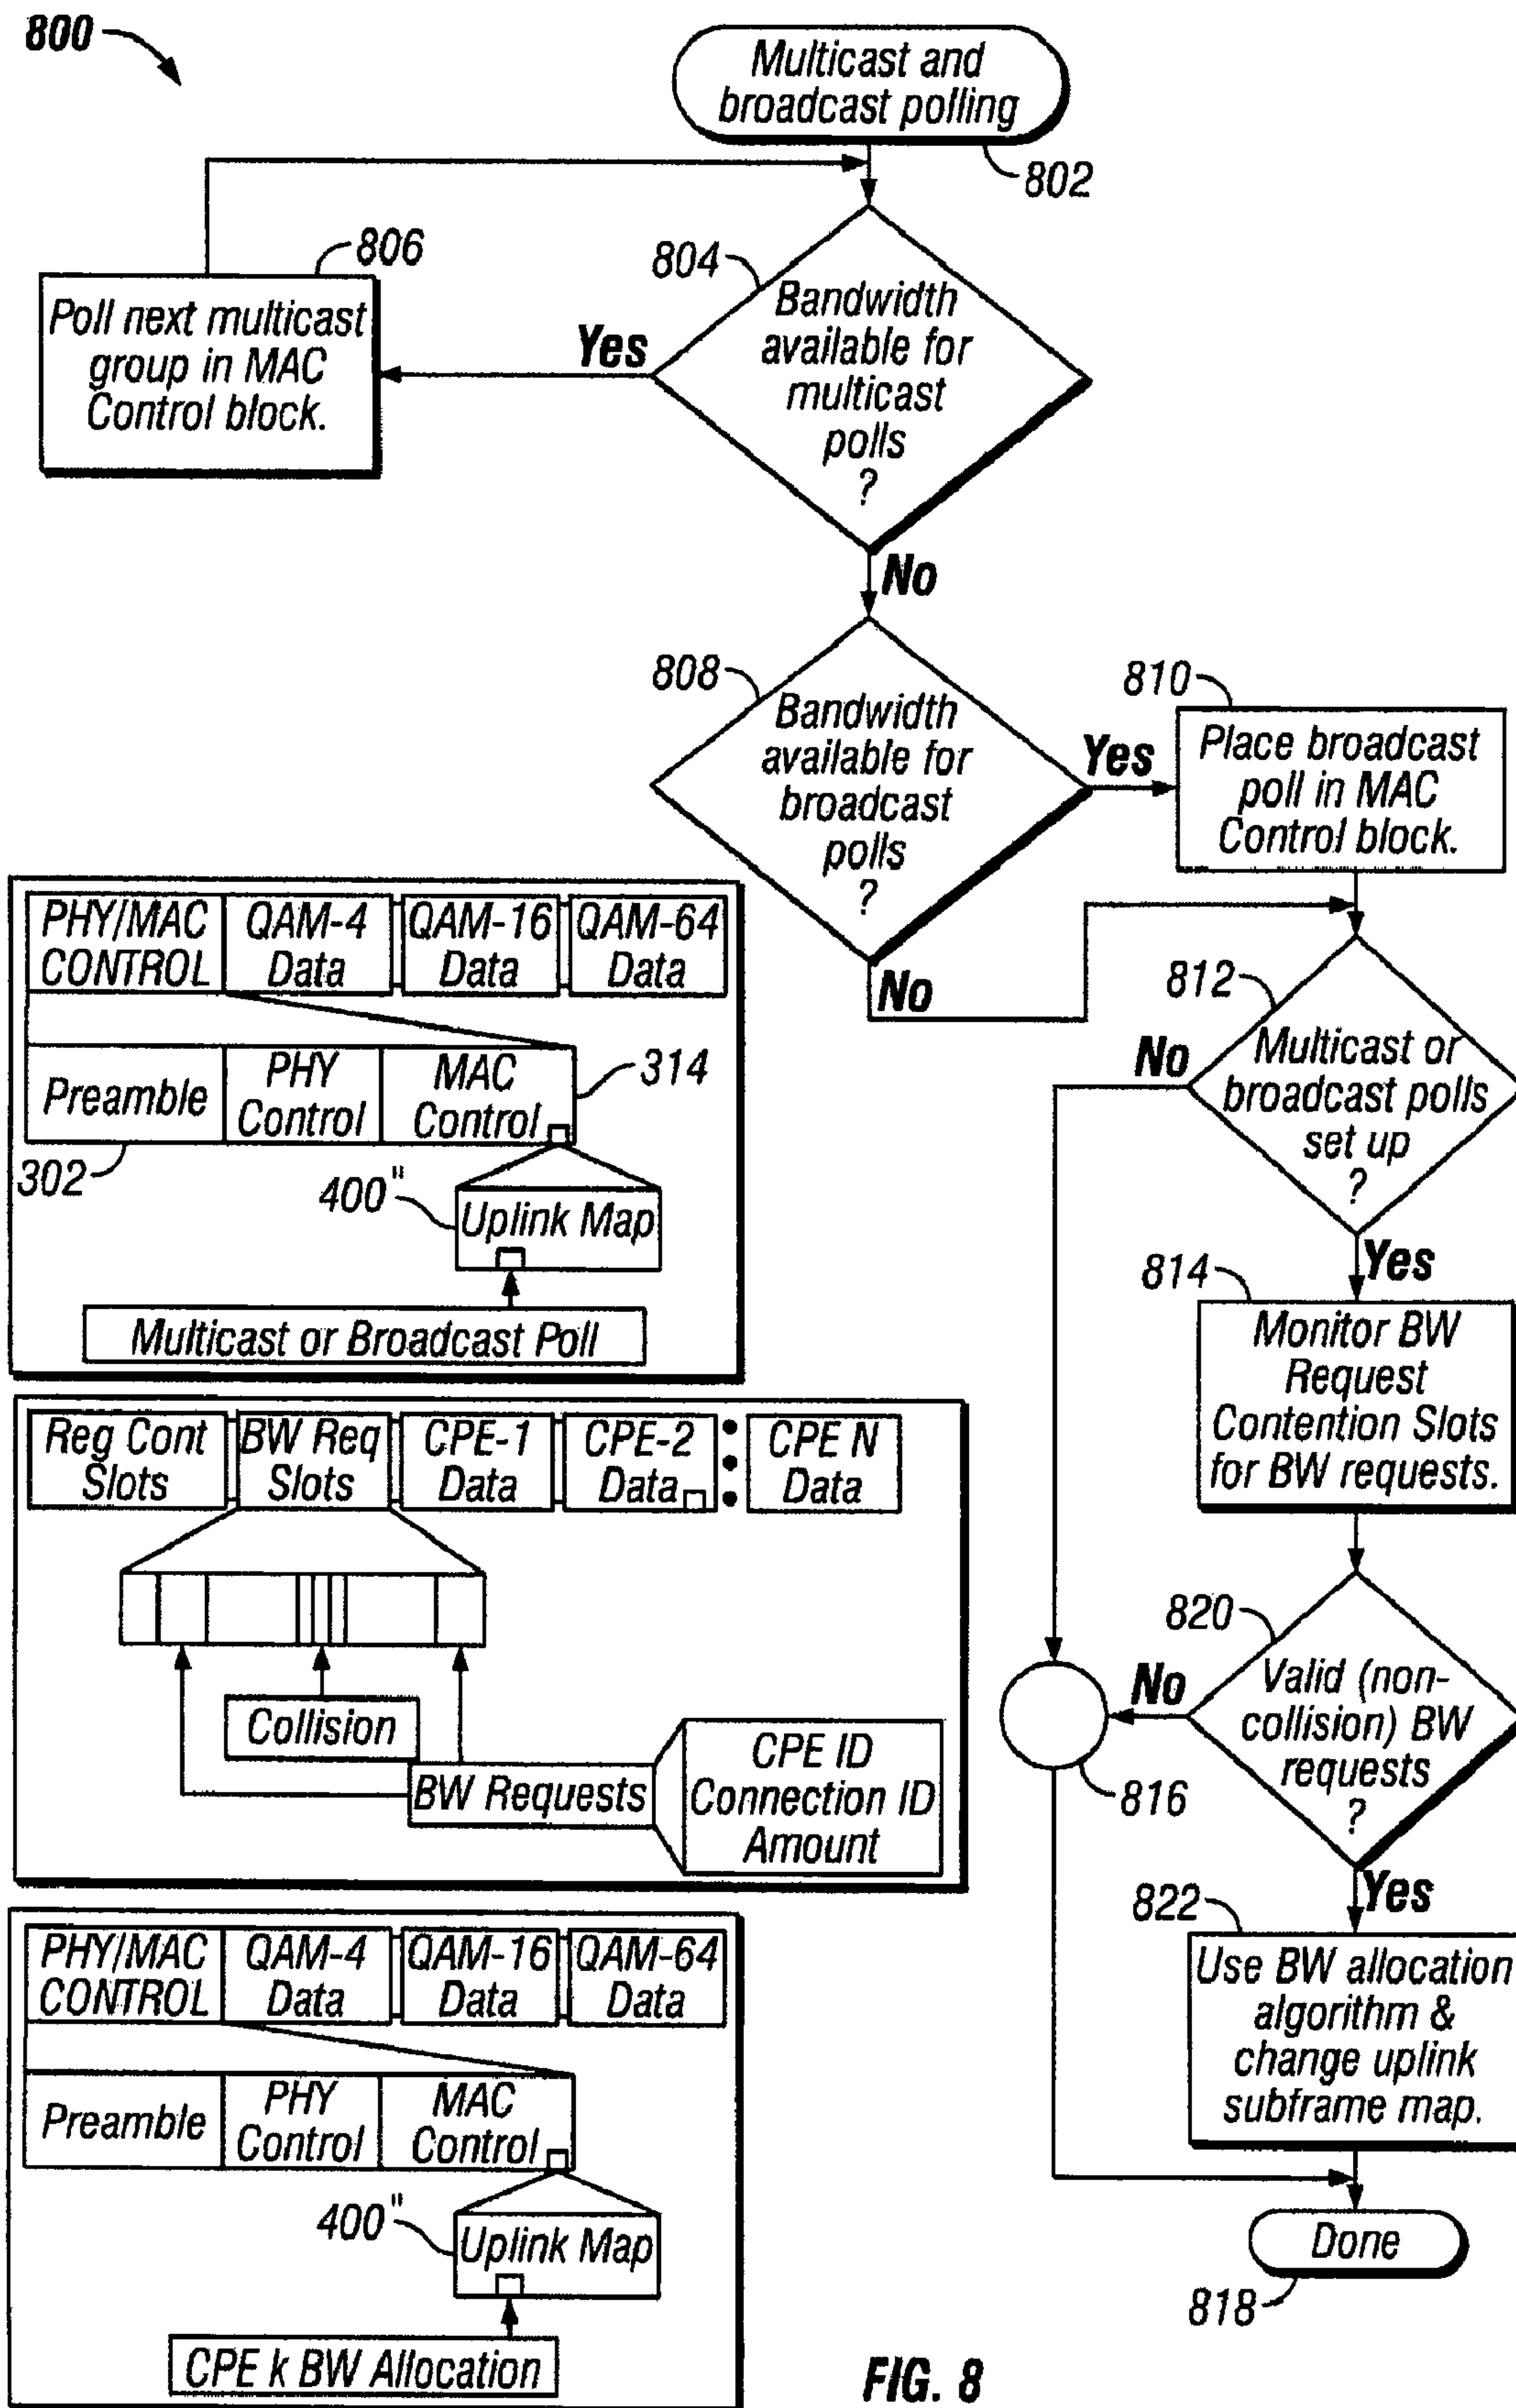 800
Multicast and
broadcast polling
802
806
Poll next multicast
group in MAC
Control block.
Yes
804
Bandwidth
available for
multicast
polls
?
No
808
Bandwidth
available for
broadcast
polls
?
Yes
No
810
Place broadcast
poll in MAC
Control block.
812
Multicast or
broadcast polls
set up
?
No
Yes
814
Monitor BW
Request
Contention Slots
for BW requests.
820
Valid (non-
collision) BW
requests
?
No
816
Yes
822
Use BW allocation
algorithm &
change uplink
subframe map.
Done
818
PHY/MAC
CONTROL
QAM-4
Data
QAM-16
Data
QAM-64
Data
Preamble
PHY
Control
MAC
Control
314
302
400"
Uplink Map
Multicast or Broadcast Poll
Reg Cont
Slots
BW Req
Slots
CPE-1
Data
CPE-2
Data
CPE N
Data
Collision
BW Requests
CPE ID
Connection ID
Amount
PHY/MAC
CONTROL
QAM-4
Data
QAM-16
Data
QAM-64
Data
Preamble
PHY
Control
MAC
Control
400"
Uplink Map
CPE k BW Allocation
FIG. 8